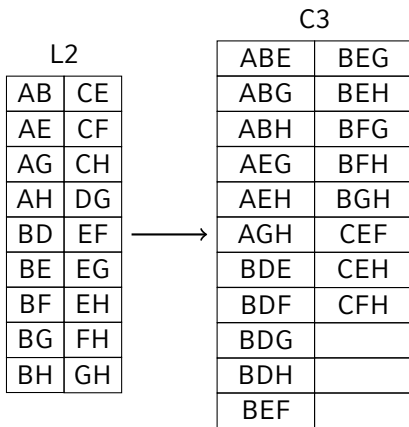 C3
L2
ABE BEG
ABG BEH
AB CE
ABH BFG
AE CF
AEG BFH
AG CH
AEH BGH
AH DG
AGH CEF
BD EF
BDE CEH
BE EG
BDF CFH
BF EH
BDG
BG FH
BDH
BH GH
BEF